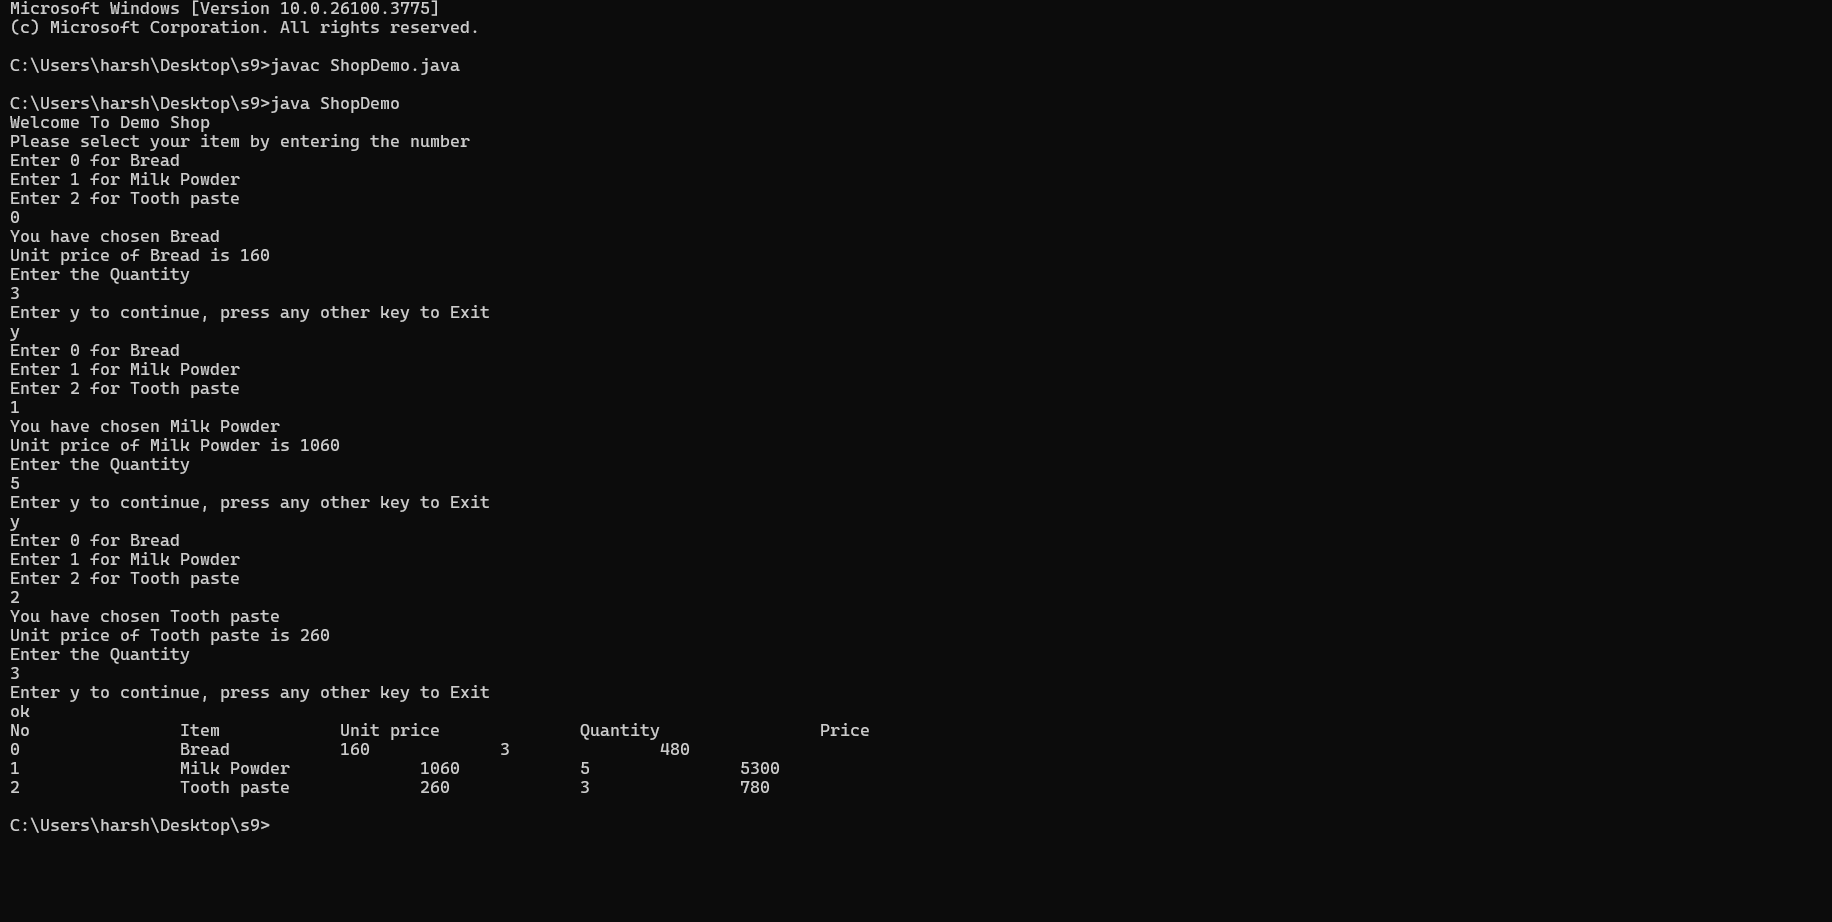 Microsoft Windows [Version 10.0.26100.3775]
(c) Microsoft Corporation. All rights reserved.
C:\Users\harsh\Desktop\s9>javac ShopDemo.java
C:\Users\harsh\Desktop\s9>java ShopDemo
Welcome To Demo Shop
Please select your item by entering the number
Enter 0 for Bread
Enter 1 for Milk Powder
Enter 2 for Tooth paste
0
You have chosen Bread
Unit price of Bread is 160
Enter the Quantity
3
Enter y to continue, press any other key to Exit
y
Enter 0 for Bread
Enter 1 for Milk Powder
Enter 2 for Tooth paste
1
You have chosen Milk Powder
Unit price of Milk Powder is 1060
Enter the Quantity
5
Enter y to continue, press any other key to Exit
y
Enter 0 for Bread
Enter 1 for Milk Powder
Enter 2 for Tooth paste
2
You have chosen Tooth paste
Unit price of Tooth paste is 260
Enter the Quantity
3
Enter y to continue, press any other key to Exit
ok
No               Item            Unit price              Quantity                Price
0                Bread           160             3               480
1                Milk Powder             1060            5               5300
2                Tooth paste             260             3               780
C:\Users\harsh\Desktop\s9>